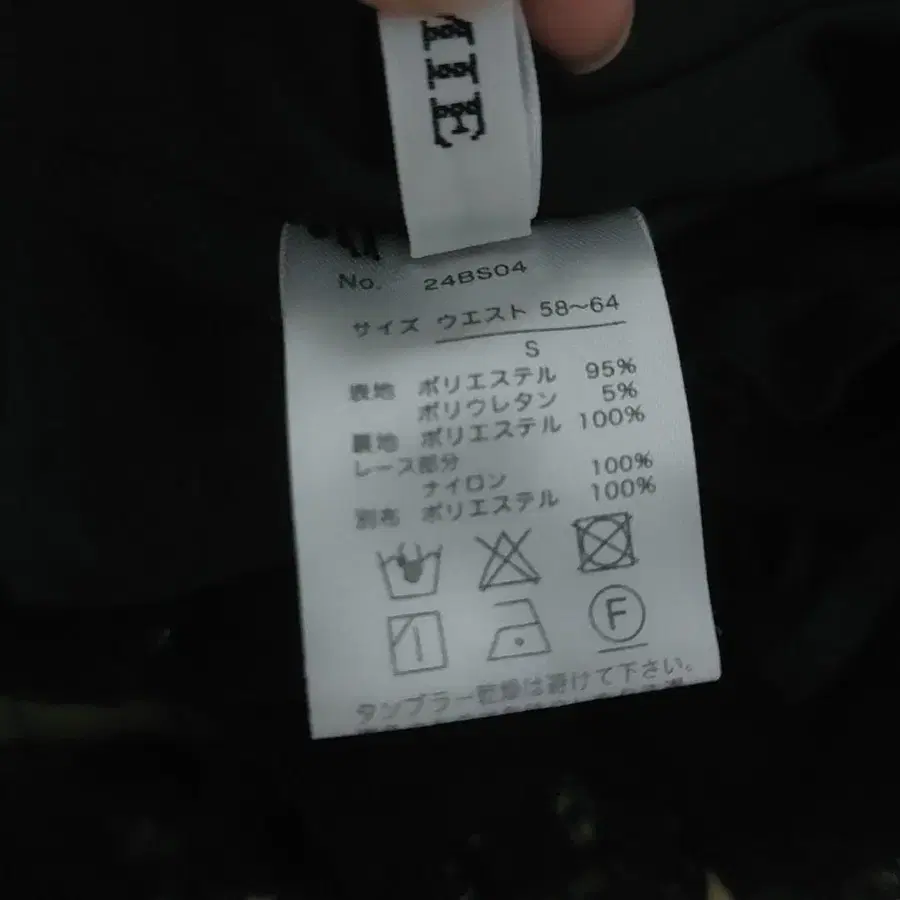 MIE
No. 24BS04
サイズ ウエスト 58〜64
S
表地 ポリエステル 95%
ポリウレタン 5%
裏地 ポリエステル 100%
レース部分
ナイロン 100%
別布 ポリエステル 100%
F
タンブラー乾燥は避けて下さい。